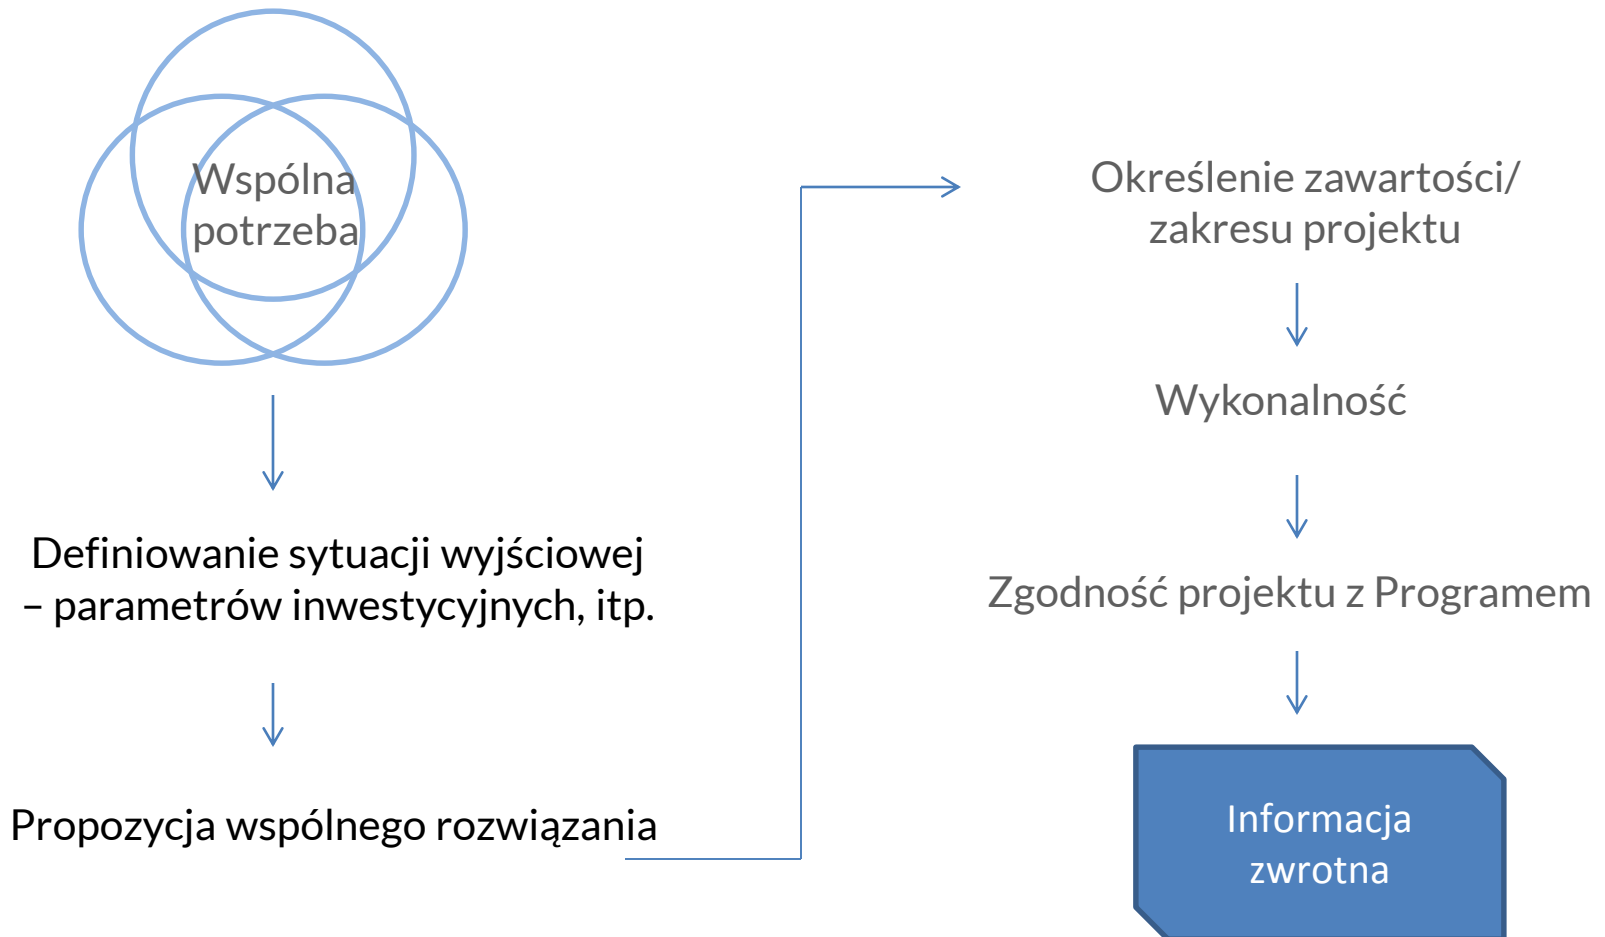 Wspólna
potrzeba
Definiowanie sytuacji wyjściowej
– parametrów inwestycyjnych, itp.
Propozycja wspólnego rozwiązania
Określenie zawartości/
zakresu projektu
Wykonalność
Zgodność projektu z Programem
Informacja
zwrotna